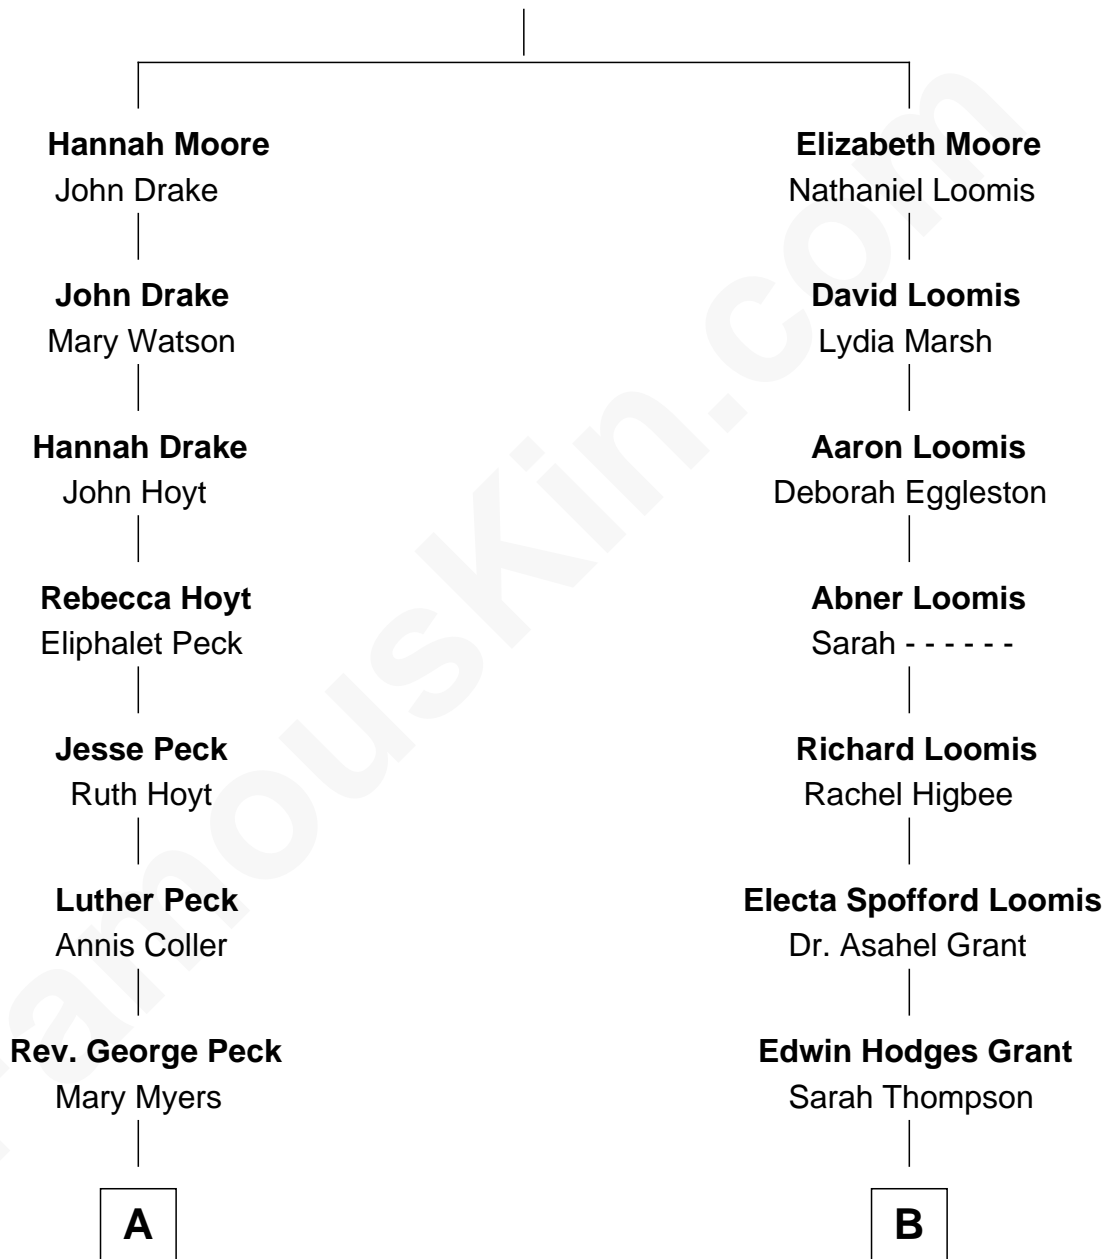 Hannah Moore
John Drake
John Drake
Mary Watson
Hannah Drake
John Hoyt
Rebecca Hoyt
Eliphalet Peck
Jesse Peck
Ruth Hoyt
Luther Peck
Annis Coller
Rev. George Peck
Mary Myers
A
Elizabeth Moore
Nathaniel Loomis
David Loomis
Lydia Marsh
Aaron Loomis
Deborah Eggleston
Abner Loomis
Sarah - - - - - -
Richard Loomis
Rachel Higbee
Electa Spofford Loomis
Dr. Asahel Grant
Edwin Hodges Grant
Sarah Thompson
B
FamousKin.com